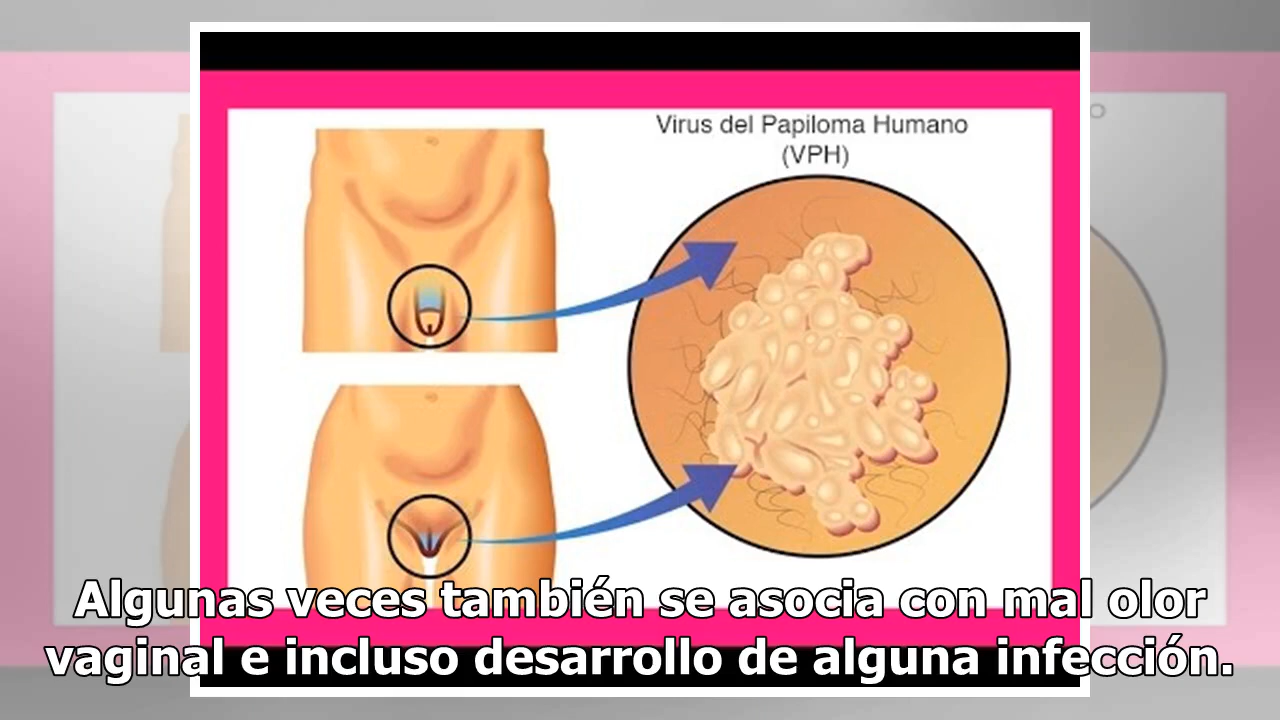 Virus del Papiloma Humano
(VPH)
O
Algunas veces también se asocia con mal olor
vaginal e incluso desarrollo de alguna infección.